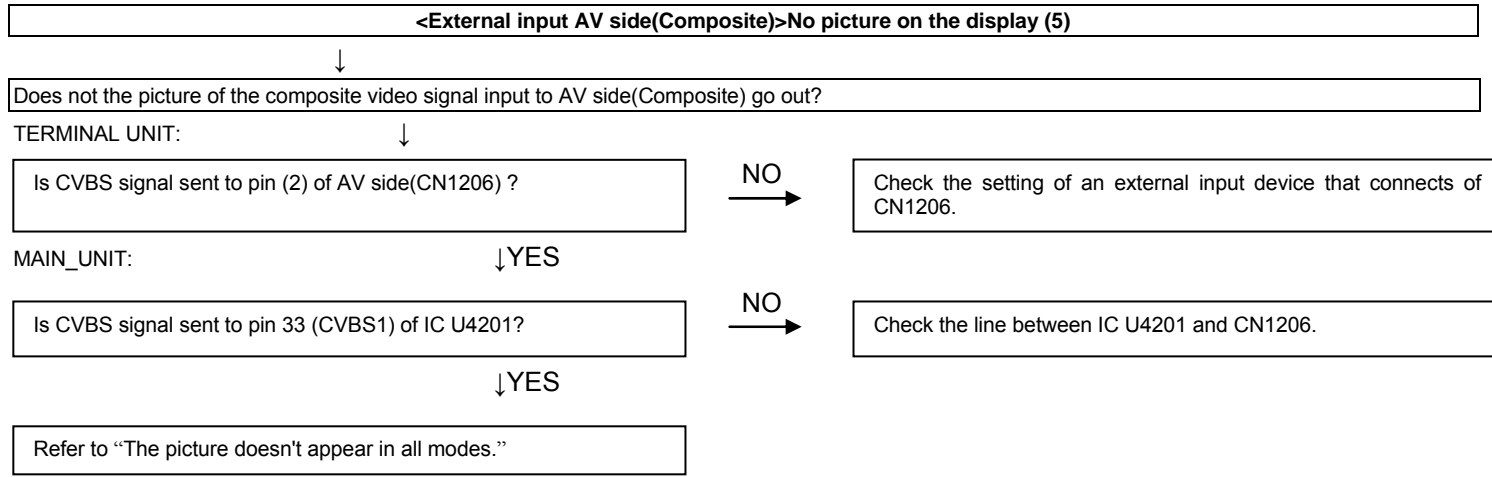 <External input AV side(Composite)>No picture on the display (5)
↓
Does not the picture of the composite video signal input to AV side(Composite) go out?
TERMINAL UNIT: ↓
Is CVBS signal sent to pin (2) of AV side(CN1206) ?
NO
Check the setting of an external input device that connects of
CN1206.
MAIN_UNIT: ↓YES
Is CVBS signal sent to pin 33 (CVBS1) of IC U4201?
NO
Check the line between IC U4201 and CN1206.
↓YES
Refer to “The picture doesn't appear in all modes.”